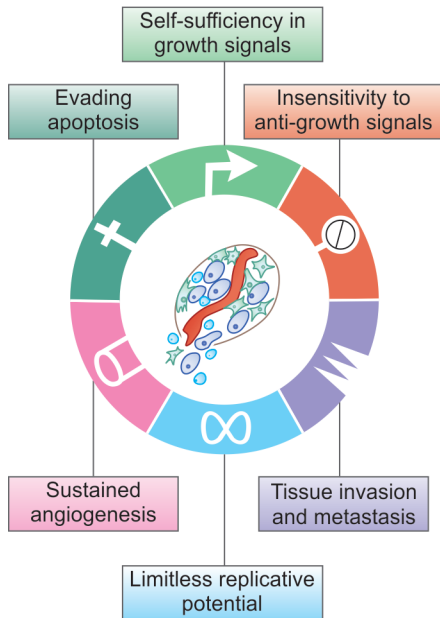 Self-sufficiency in
growth signals
Evading
apoptosis
Insensitivity to
anti-growth signals
Sustained
angiogenesis
Tissue invasion
and metastasis
Limitless replicative
potential